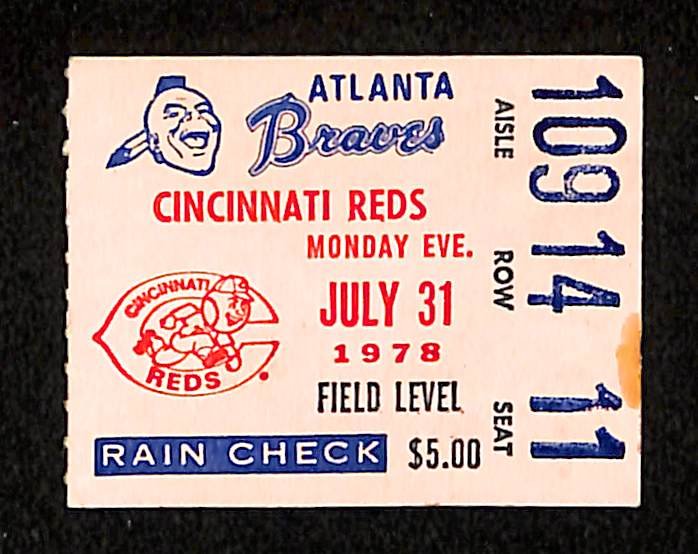 ATLANTA
Braves
CINCINNATI REDS
MONDAY EVE.
CINCINNATI
REDS
JULY 31
1978
FIELD LEVEL
RAIN CHECK $5.00
AISLE 109
ROW 14
SEAT 11